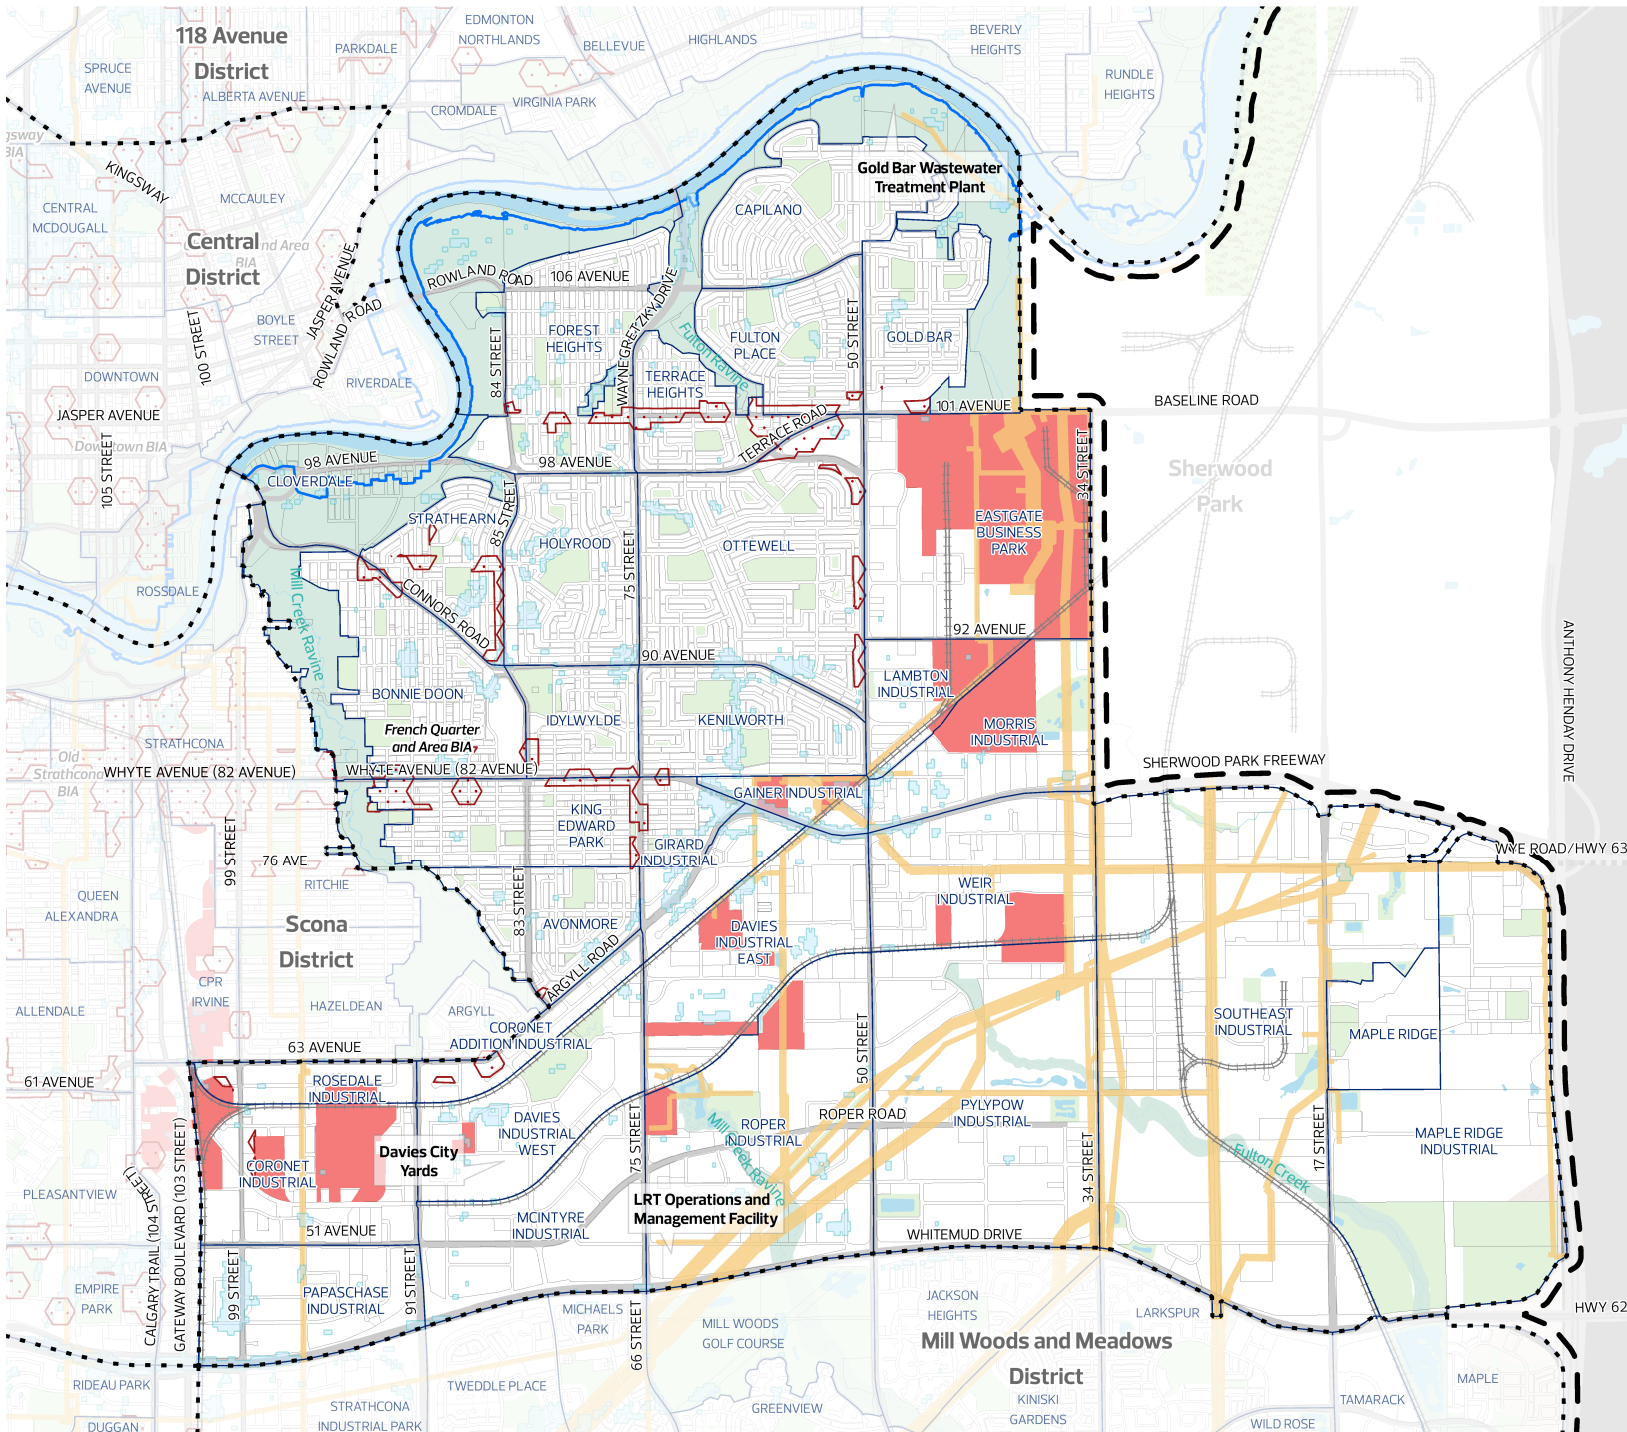 118 Avenue
District
SPRUCE
AVENUE
ALBERTA AVENUE
PARKDALE
EDMONTON
NORTHLANDS
BELLEVUE
HIGHLANDS
BEVERLY
HEIGHTS
RUNDLE
HEIGHTS
CROMDALE
VIRGINIA PARK
gsway
BIA
KINGSWAY
MCCAULEY
CENTRAL
MCDOUGALL
Central
District
nd Area
BIA
JASPER AVENUE
ROWLAND ROAD
BOYLE
STREET
ROWLAND ROAD
100 STREET
RIVERDALE
DOWNTOWN
JASPER AVENUE
Downtown BIA
105 STREET
Gold Bar Wastewater
Treatment Plant
CAPILANO
106 AVENUE
WAYNE GRETZKY DRIVE
FOREST
HEIGHTS
84 STREET
Fulton Ravine
FULTON
PLACE
50 STREET
GOLD BAR
TERRACE
HEIGHTS
101 AVENUE
TERRACE ROAD
BASELINE ROAD
98 AVENUE
98 AVENUE
CLOVERDALE
34 STREET
Sherwood
Park
STRATHEARN
85 STREET
HOLYROOD
75 STREET
OTTEWELL
EASTGATE
BUSINESS
PARK
ROSSDALE
Mill Creek Ravine
CONNORS ROAD
92 AVENUE
90 AVENUE
ANTHONY HENDAY DRIVE
LAMBTON
INDUSTRIAL
BONNIE DOON
IDYLWYLDE
KENILWORTH
MORRIS
INDUSTRIAL
French Quarter
and Area BIA
STRATHCONA
Old
Strathcona
BIA
WHYTE AVENUE (82 AVENUE)
WHYTE AVENUE (82 AVENUE)
SHERWOOD PARK FREEWAY
GAINER INDUSTRIAL
KING
EDWARD
PARK
GIRARD
INDUSTRIAL
99 STREET
76 AVE
WYE ROAD/HWY 63
RITCHIE
QUEEN
ALEXANDRA
WEIR
INDUSTRIAL
83 STREET
Scona
District
AVONMORE
DAVIES
INDUSTRIAL
EAST
ARGYLL ROAD
CPR
IRVINE
HAZELDEAN
ARGYLL
ALLENDALE
CORONET
ADDITION INDUSTRIAL
SOUTHEAST
INDUSTRIAL
MAPLE RIDGE
63 AVENUE
50 STREET
61 AVENUE
ROSEDALE
INDUSTRIAL
DAVIES
INDUSTRIAL
WEST
75 STREET
ROPER ROAD
ROPER
INDUSTRIAL
PYLYPOW
INDUSTRIAL
34 STREET
17 STREET
MAPLE RIDGE
INDUSTRIAL
Fulton Creek
Mill Creek Ravine
Davies City
Yards
CORONET
INDUSTRIAL
PLEASANTVIEW
CALGARY TRAIL (104 STREET)
GATEWAY BOULEVARD (103 STREET)
LRT Operations and
Management Facility
MCINTYRE
INDUSTRIAL
51 AVENUE
WHITEMUD DRIVE
99 STREET
91 STREET
EMPIRE
PARK
PAPASCHASE
INDUSTRIAL
MICHAELS
PARK
66 STREET
MILL WOODS
GOLF COURSE
JACKSON
HEIGHTS
LARKSPUR
HWY 62
Mill Woods and Meadows
District
RIDEAU PARK
TWEDDLE PLACE
KINISKI
GARDENS
TAMARACK
MAPLE
STRATHCONA
INDUSTRIAL PARK
GREENVIEW
DUGGAN
WILD ROSE